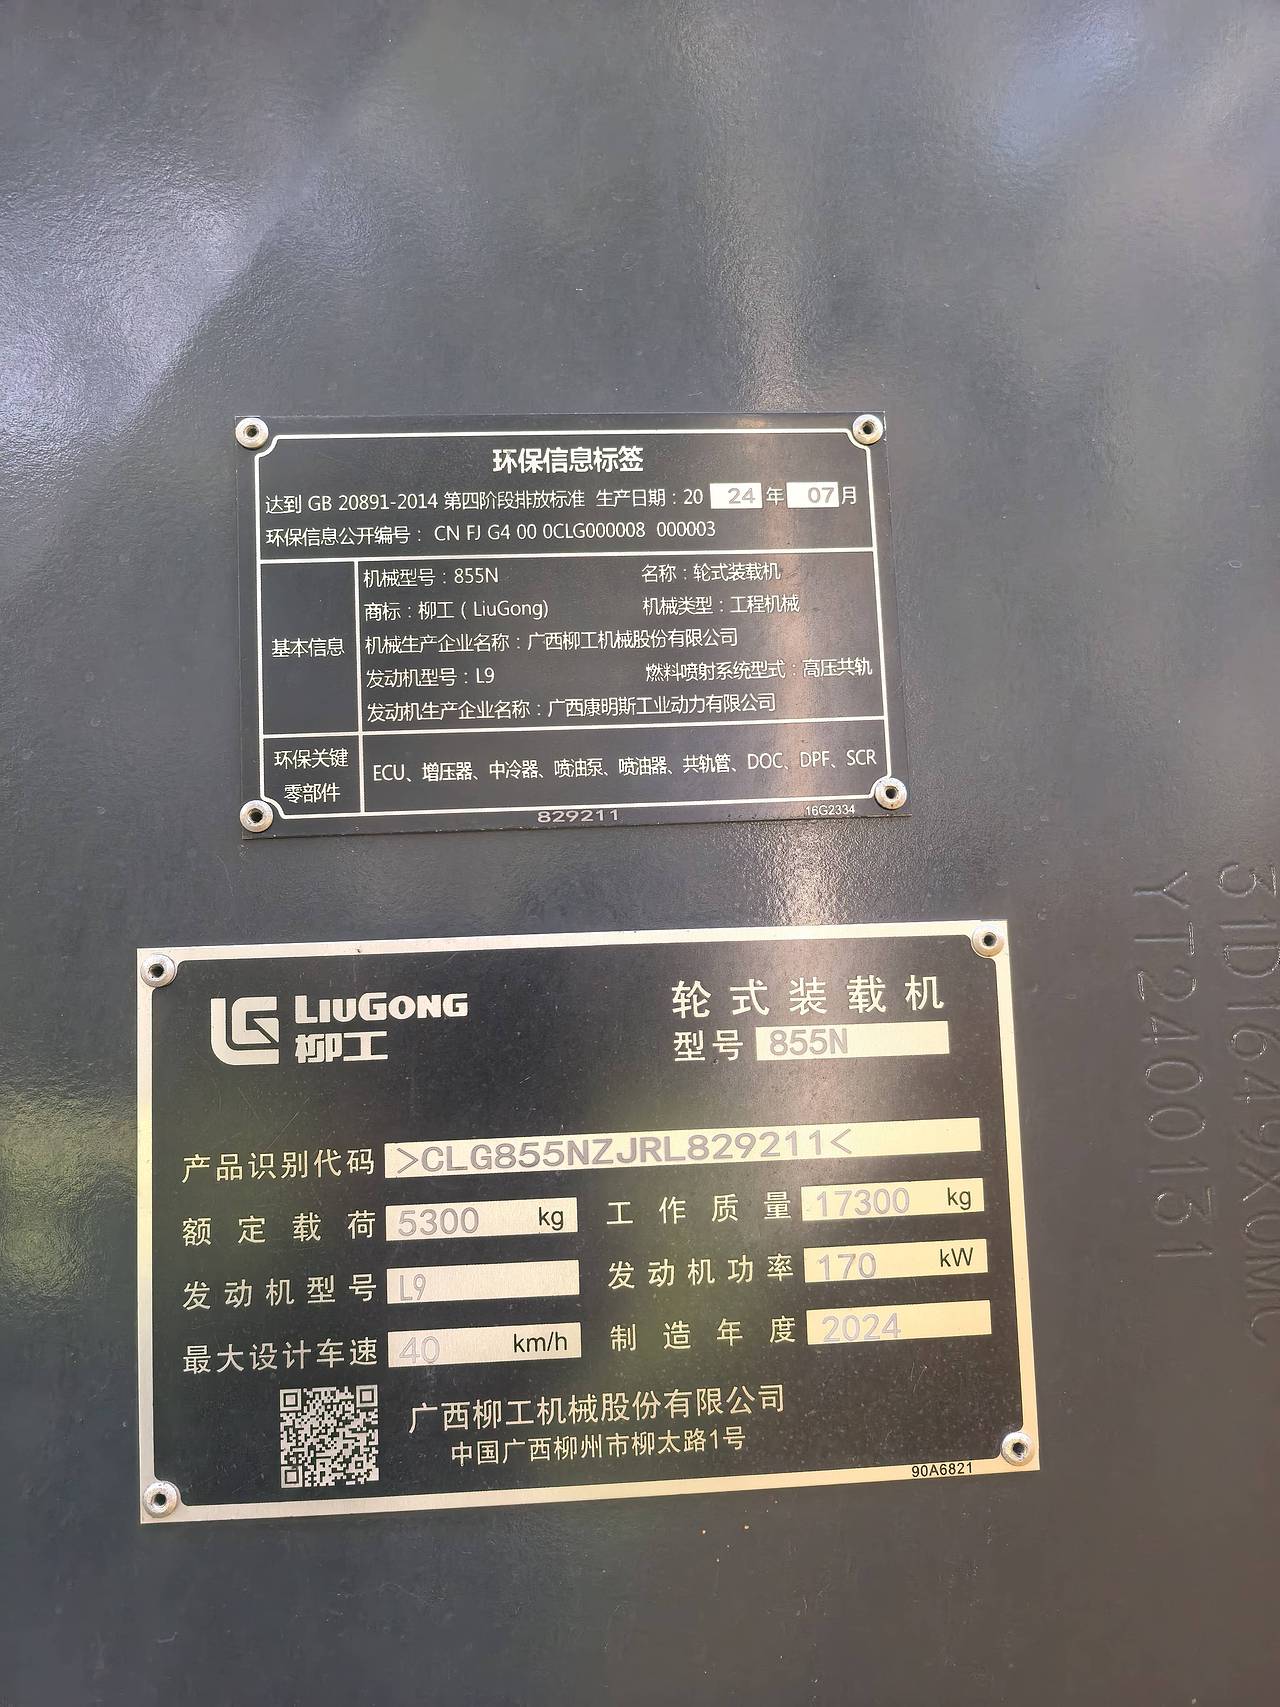 环保信息标签
达到 GB 20891-2014 第四阶段排放标准 生产日期：20 24 年 07 月
环保信息公开编号： CN FJ G4 00 0CLG000008 000003
基本信息
机械型号：855N 名称：轮式装载机
商标：柳工（LiuGong) 机械类型：工程机械
机械生产企业名称：广西柳工机械股份有限公司
发动机型号：L9 燃料喷射系统型式：高压共轨
发动机生产企业名称：广西康明斯工业动力有限公司
环保关键
零部件
ECU、增压器、中冷器、喷油泵、喷油器、共轨管、DOC、DPF、SCR
829211 16G2334
LIUGONG
柳工
轮式装载机
型号 855N
产品识别代码 >CLG855NZJRL829211<
额定载荷 5300 kg 工作质量 17300 kg
发动机型号 L9 发动机功率 170 kW
最大设计车速 40 km/h 制造年度 2024
广西柳工机械股份有限公司
中国广西柳州市柳太路1号
90A6821
31D1649X0MC
YT2400131